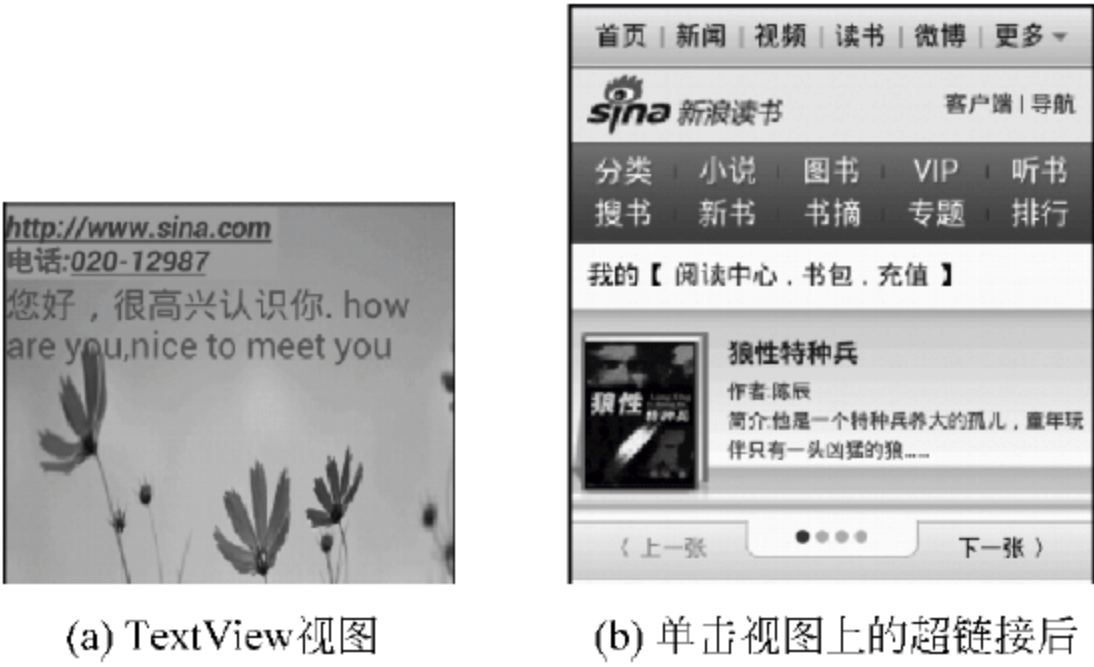 http://www.sina.com
电话:020-12987
您好，很高兴认识你. how
are you,nice to meet you
(a) TextView视图
首页 | 新闻 | 视频 | 读书 | 微博 | 更多
sina 新浪读书
客户端 | 导航
分类 小说 图书 VIP 听书
搜书 新书 书摘 专题 排行
我的【 阅读中心 . 书包 . 充值 】
狼性
特种兵
狼性特种兵
作者:陈辰
简介:他是一个特种兵养大的孤儿，童年玩
伴只有一头凶猛的狼......
〈 上一张
下一张 〉
(b) 单击视图上的超链接后